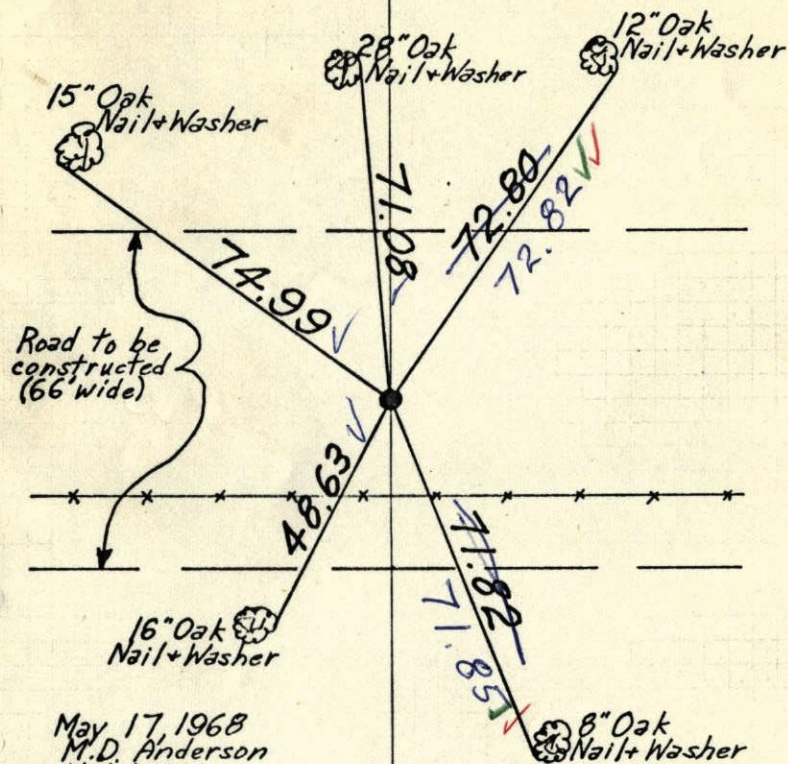 12" Oak
Nail + Washer
28" Oak
Nail + Washer
15" Oak
Nail + Washer
71.08
72.80
72.82
74.99
Road to be
constructed
(66' wide)
48.63
71.82
71.85
16" Oak
Nail + Washer
May 17, 1968
M.D. Anderson
8" Oak
Nail + Washer